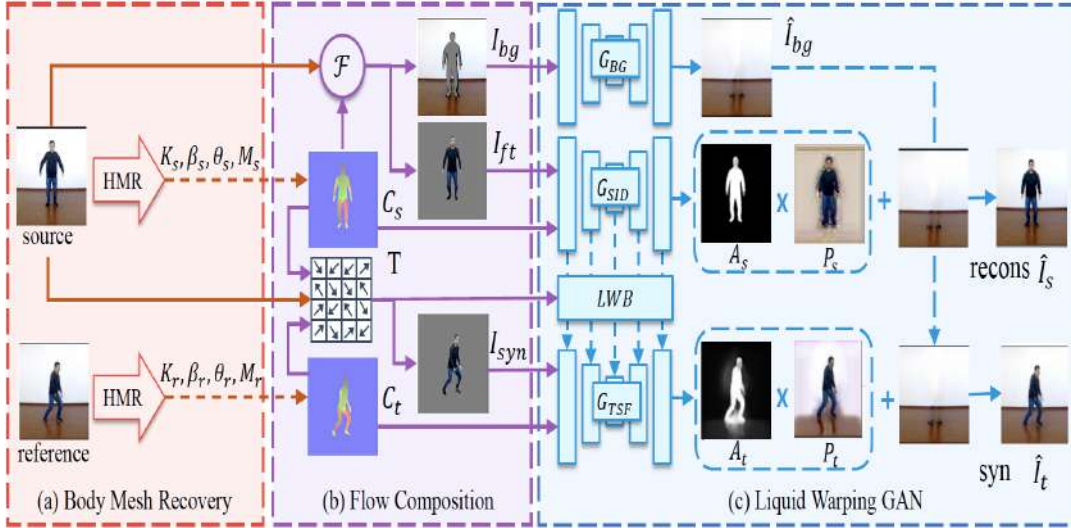 source
HMR
K_s, β_s, θ_s, M_s
reference
HMR
K_r, β_r, θ_r, M_r
(a) Body Mesh Recovery
ℱ
I_bg
I_ft
C_s
T
I_syn
C_t
(b) Flow Composition
G_BG
Î_bg
G_SID
A_s
x
P_s
+
recons Î_s
LWB
G_TSF
A_t
x
P_t
+
syn Î_t
(c) Liquid Warping GAN